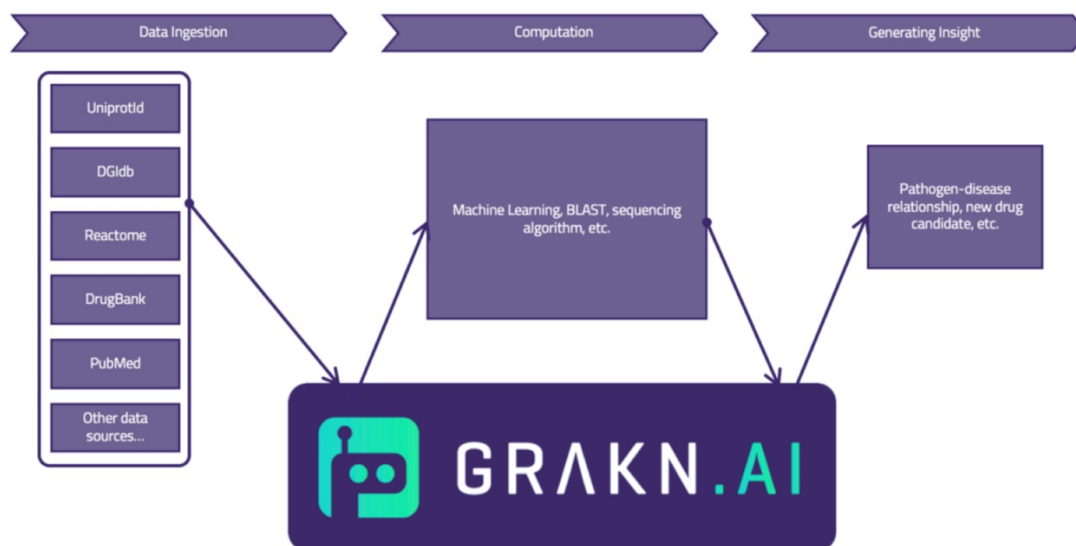 Data Ingestion
Computation
Generating Insight
UniprotId
DGIdb
Reactome
DrugBank
PubMed
Other data
sources...
Machine Learning, BLAST, sequencing
algorithm, etc.
Pathogen-disease
relationship, new drug
candidate, etc.
GRAKN.AI